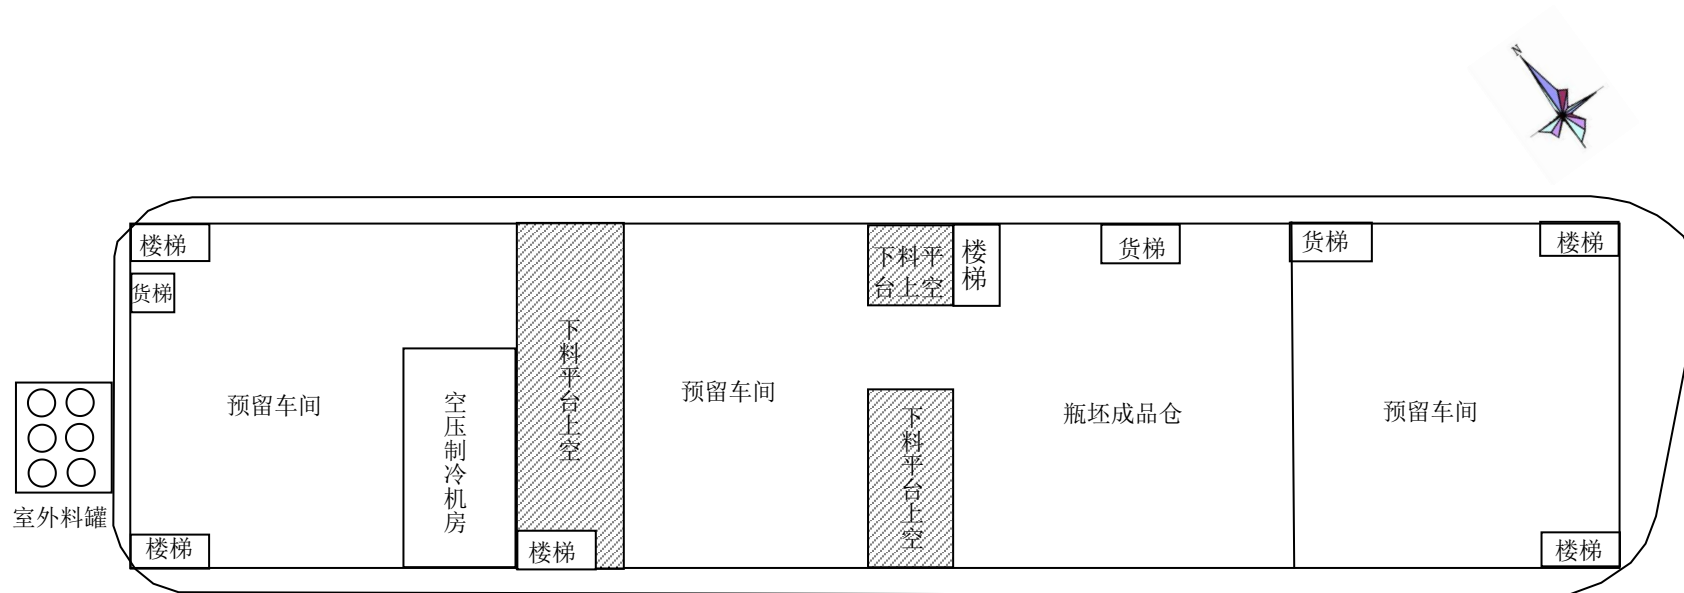 N
楼梯
货梯
预留车间
空压制冷机房
室外料罐
楼梯
下料平台上空
楼梯
预留车间
下料平
台上空
楼梯
下料平台上空
货梯
瓶坯成品仓
货梯
楼梯
预留车间
楼梯